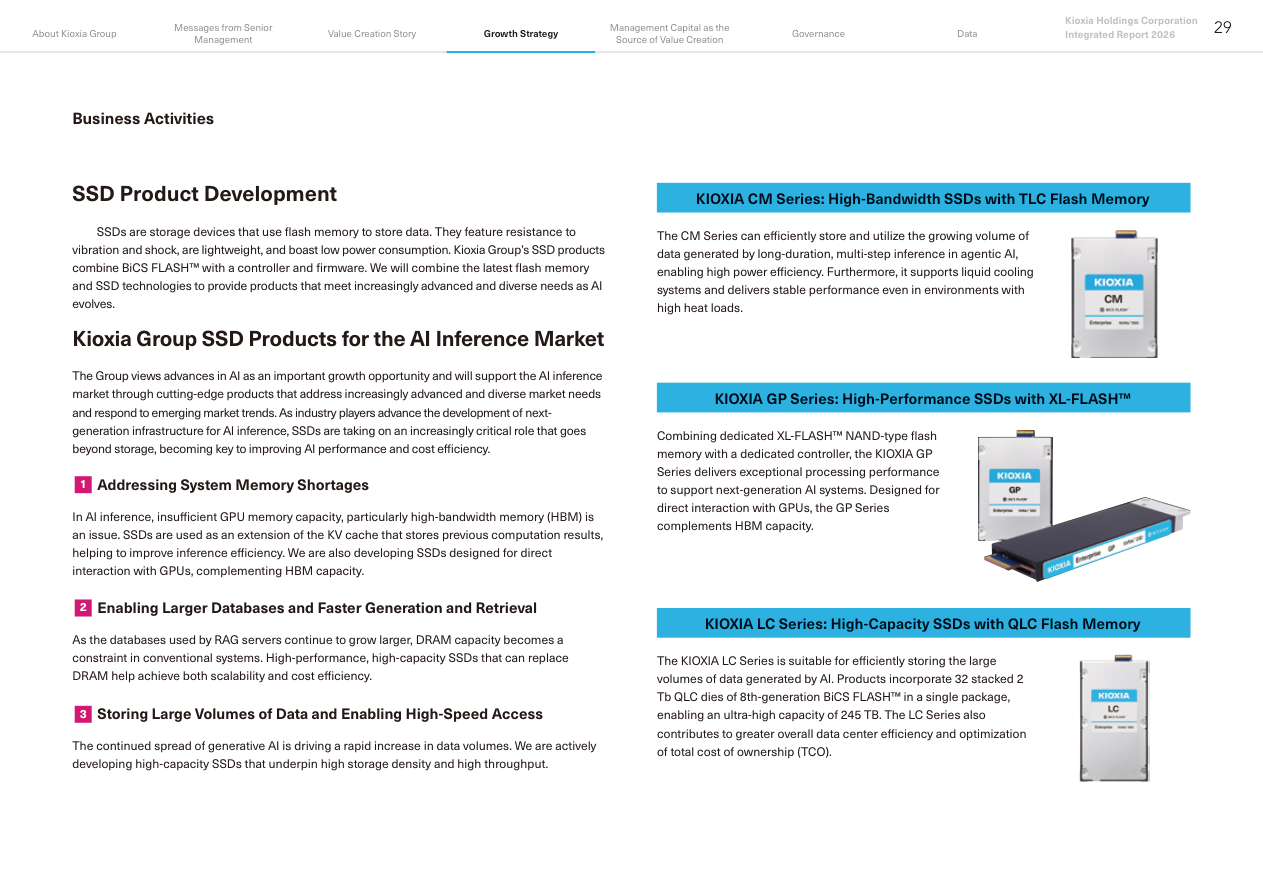 About Kioxia Group
Messages from Senior
Management
Value Creation Story
Growth Strategy
Management Capital as the
Source of Value Creation
Governance
Data
Kioxia Holdings Corporation
Integrated Report 2026
29
Business Activities
SSD Product Development
SSDs are storage devices that use flash memory to store data. They feature resistance to
vibration and shock, are lightweight, and boast low power consumption. Kioxia Group's SSD products
combine BiCS FLASH™ with a controller and firmware. We will combine the latest flash memory
and SSD technologies to provide products that meet increasingly advanced and diverse needs as AI
evolves.
Kioxia Group SSD Products for the AI Inference Market
The Group views advances in AI as an important growth opportunity and will support the AI inference
market through cutting-edge products that address increasingly advanced and diverse market needs
and respond to emerging market trends. As industry players advance the development of next-
generation infrastructure for AI inference, SSDs are taking on an increasingly critical role that goes
beyond storage, becoming key to improving AI performance and cost efficiency.
1 Addressing System Memory Shortages
In AI inference, insufficient GPU memory capacity, particularly high-bandwidth memory (HBM) is
an issue. SSDs are used as an extension of the KV cache that stores previous computation results,
helping to improve inference efficiency. We are also developing SSDs designed for direct
interaction with GPUs, complementing HBM capacity.
2 Enabling Larger Databases and Faster Generation and Retrieval
As the databases used by RAG servers continue to grow larger, DRAM capacity becomes a
constraint in conventional systems. High-performance, high-capacity SSDs that can replace
DRAM help achieve both scalability and cost efficiency.
3 Storing Large Volumes of Data and Enabling High-Speed Access
The continued spread of generative AI is driving a rapid increase in data volumes. We are actively
developing high-capacity SSDs that underpin high storage density and high throughput.
KIOXIA CM Series: High-Bandwidth SSDs with TLC Flash Memory
The CM Series can efficiently store and utilize the growing volume of
data generated by long-duration, multi-step inference in agentic AI,
enabling high power efficiency. Furthermore, it supports liquid cooling
systems and delivers stable performance even in environments with
high heat loads.
KIOXIA
CM
BiCS FLASH
Enterprise NVMe SSD
KIOXIA GP Series: High-Performance SSDs with XL-FLASH™
Combining dedicated XL-FLASH™ NAND-type flash
memory with a dedicated controller, the KIOXIA GP
Series delivers exceptional processing performance
to support next-generation AI systems. Designed for
direct interaction with GPUs, the GP Series
complements HBM capacity.
KIOXIA
GP
BiCS FLASH
Enterprise NVMe SSD
KIOXIA Enterprise GP NVMe SSD
KIOXIA LC Series: High-Capacity SSDs with QLC Flash Memory
The KIOXIA LC Series is suitable for efficiently storing the large
volumes of data generated by AI. Products incorporate 32 stacked 2
Tb QLC dies of 8th-generation BiCS FLASH™ in a single package,
enabling an ultra-high capacity of 245 TB. The LC Series also
contributes to greater overall data center efficiency and optimization
of total cost of ownership (TCO).
KIOXIA
LC
BiCS FLASH
Enterprise NVMe SSD